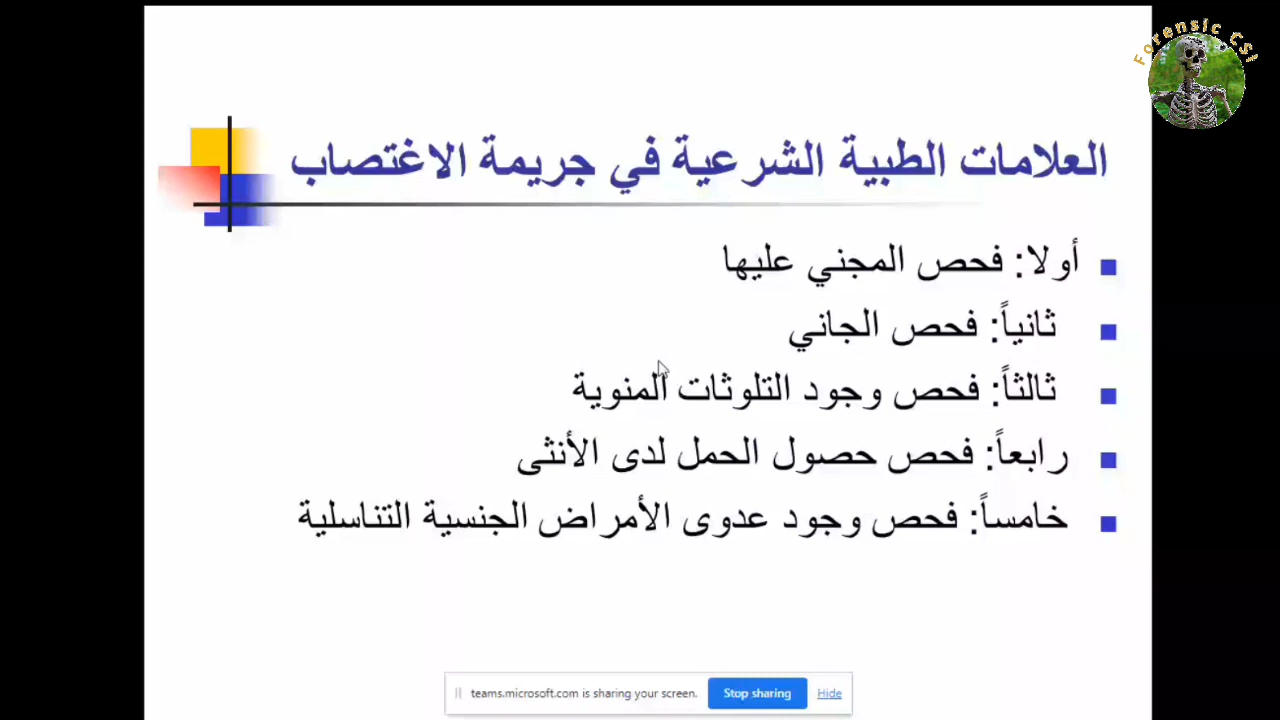 Forensic CSI
العلامات الطبية الشرعية في جريمة الاغتصاب
أولا: فحص المجني عليها
ثانياً: فحص الجاني
ثالثاً: فحص وجود التلوثات المنوية
رابعاً: فحص حصول الحمل لدى الأنثى
خامساً: فحص وجود عدوى الأمراض الجنسية التناسلية
teams.microsoft.com is sharing your screen. Stop sharing Hide